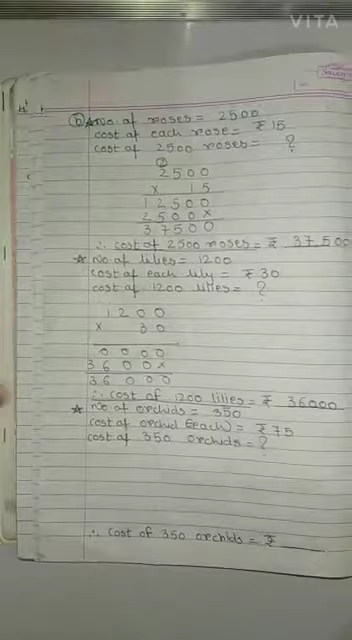 VITA
(b) ★ No. of roses = 2500
cost of each rose = ₹ 15
cost of 2500 roses = ?
②
2500
x 15
12500
2500x
37500
∴ cost of 2500 roses = ₹ 37500
★ No of lilies = 1200
cost of each lily = ₹ 30
cost of 1200 lilies = ?
1200
x 30
0000
3600x
36000
∴ cost of 1200 lilies = ₹ 36000
★ No of orchids = 350
cost of orchid each = ₹ 75
cost of 350 orchids = ?
∴ cost of 350 orchids = ₹